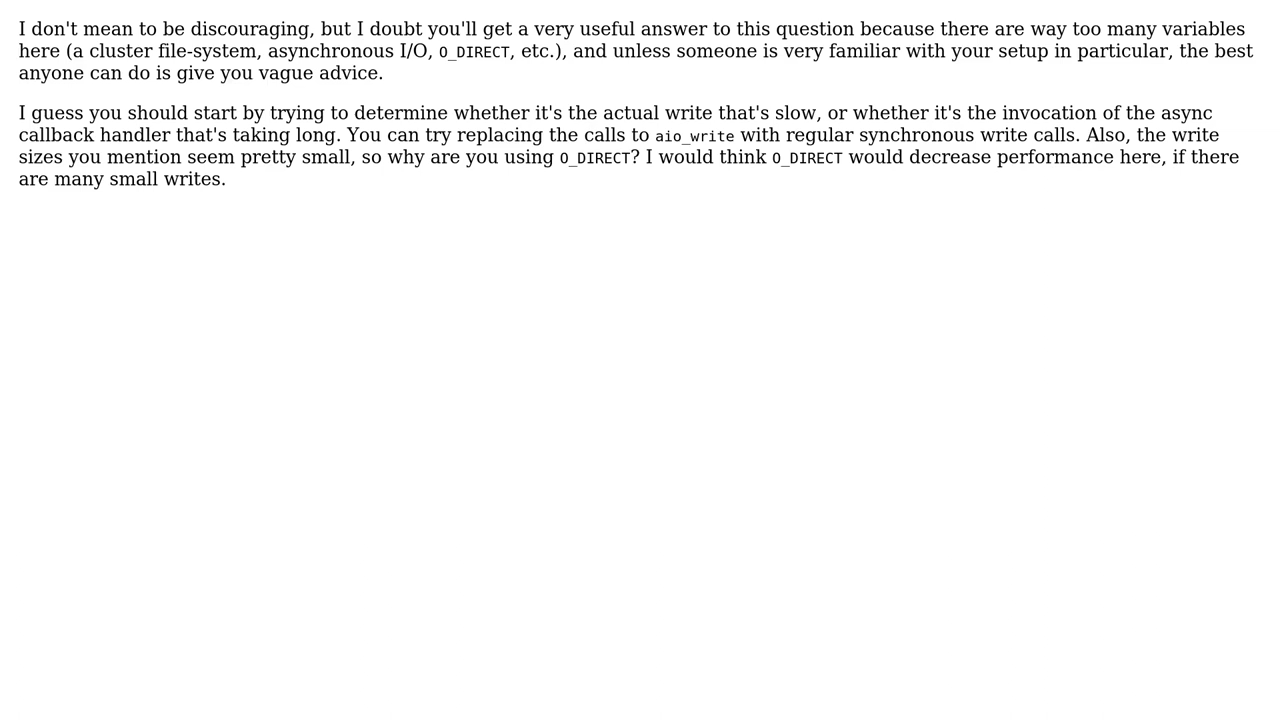 I don't mean to be discouraging, but I doubt you'll get a very useful answer to this question because there are way too many variables
here (a cluster file-system, asynchronous I/O, O_DIRECT, etc.), and unless someone is very familiar with your setup in particular, the best
anyone can do is give you vague advice.
I guess you should start by trying to determine whether it's the actual write that's slow, or whether it's the invocation of the async
callback handler that's taking long. You can try replacing the calls to aio_write with regular synchronous write calls. Also, the write
sizes you mention seem pretty small, so why are you using O_DIRECT? I would think O_DIRECT would decrease performance here, if there
are many small writes.